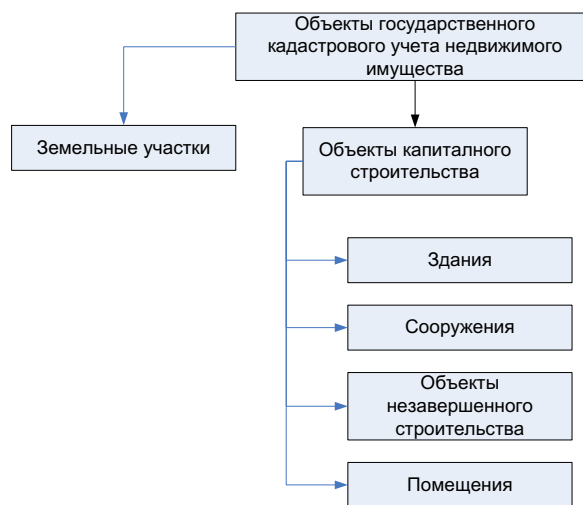 Объекты государственного
кадастрового учета недвижимого
имущества
Земельные участки
Объекты капиталного
строительства
Здания
Сооружения
Объекты
незавершенного
строительства
Помещения